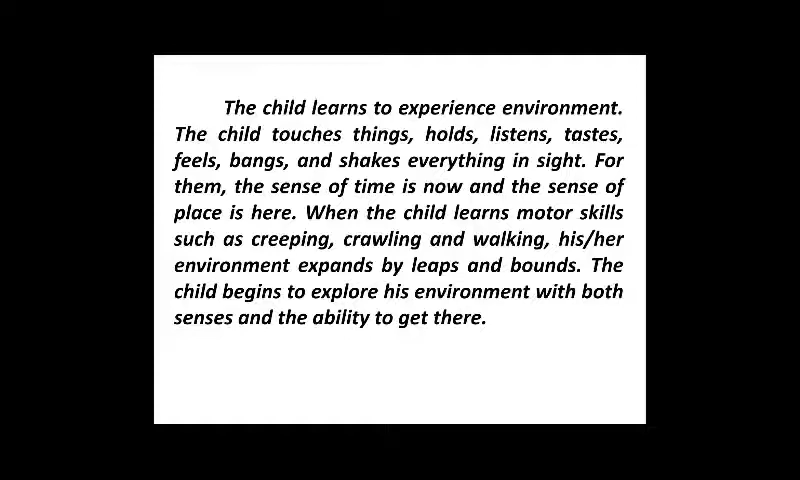 The child learns to experience environment.
The child touches things, holds, listens, tastes,
feels, bangs, and shakes everything in sight. For
them, the sense of time is now and the sense of
place is here. When the child learns motor skills
such as creeping, crawling and walking, his/her
environment expands by leaps and bounds. The
child begins to explore his environment with both
senses and the ability to get there.